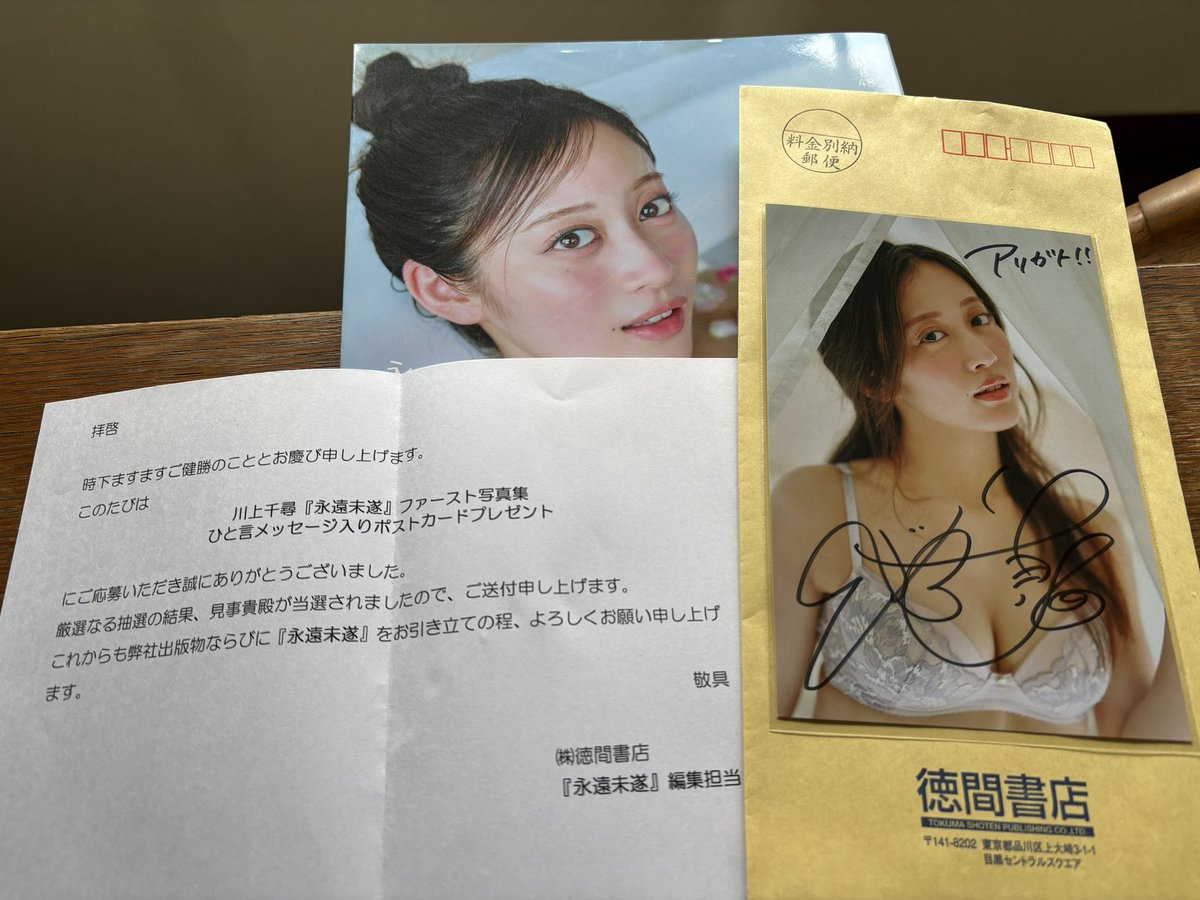 料金別納
郵便
アリガト!!
拝啓
時下ますますご健勝のこととお慶び申し上げます。
このたびは
川上千尋『永遠未遂』ファースト写真集
ひと言メッセージ入りポストカードプレゼント
にご応募いただき誠にありがとうございました。
厳選なる抽選の結果、見事貴殿が当選されましたので、ご送付申し上げます。
これからも弊社出版物ならびに『永遠未遂』をお引き立ての程、よろしくお願い申し上げ
ます。
敬具
㈱徳間書店
『永遠未遂』編集担当
徳間書店
TOKUMA SHOTEN PUBLISHING CO.,LTD.
〒141-8202 東京都品川区上大崎3-1-1
目黒セントラルスクエア